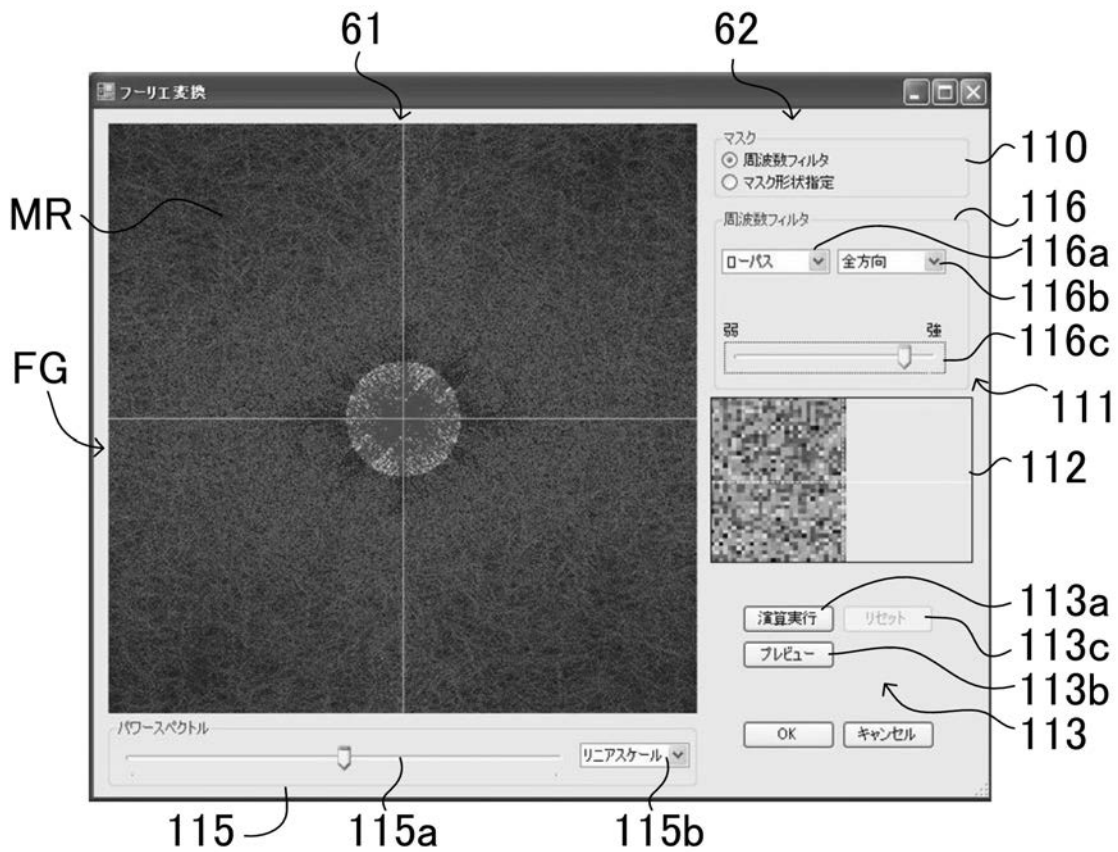 61
62
フーリエ変換
マスク
周波数フィルタ
マスク形状指定
110
周波数フィルタ
116
ローパス
全方向
116a
116b
弱
強
116c
MR
FG
111
112
演算実行
リセット
113a
113c
プレビュー
113b
113
OK
キャンセル
パワースペクトル
リニアスケール
115
115a
115b